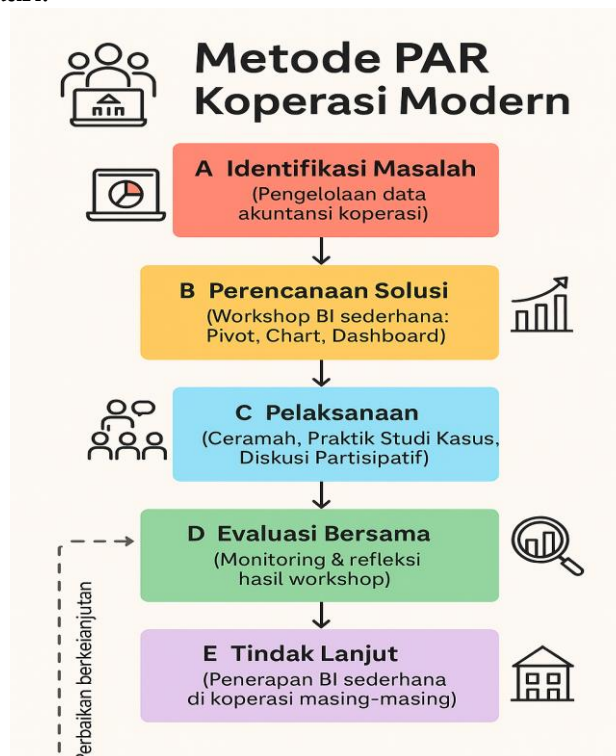 Metode PAR
Koperasi Modern
A Identifikasi Masalah
(Pengelolaan data
akuntansi koperasi)
B Perencanaan Solusi
(Workshop BI sederhana:
Pivot, Chart, Dashboard)
C Pelaksanaan
(Ceramah, Praktik Studi Kasus,
Diskusi Partisipatif)
D Evaluasi Bersama
(Monitoring & refleksi
hasil workshop)
E Tindak Lanjut
(Penerapan BI sederhana
di koperasi masing-masing)
Perbaikan berkeianjutan